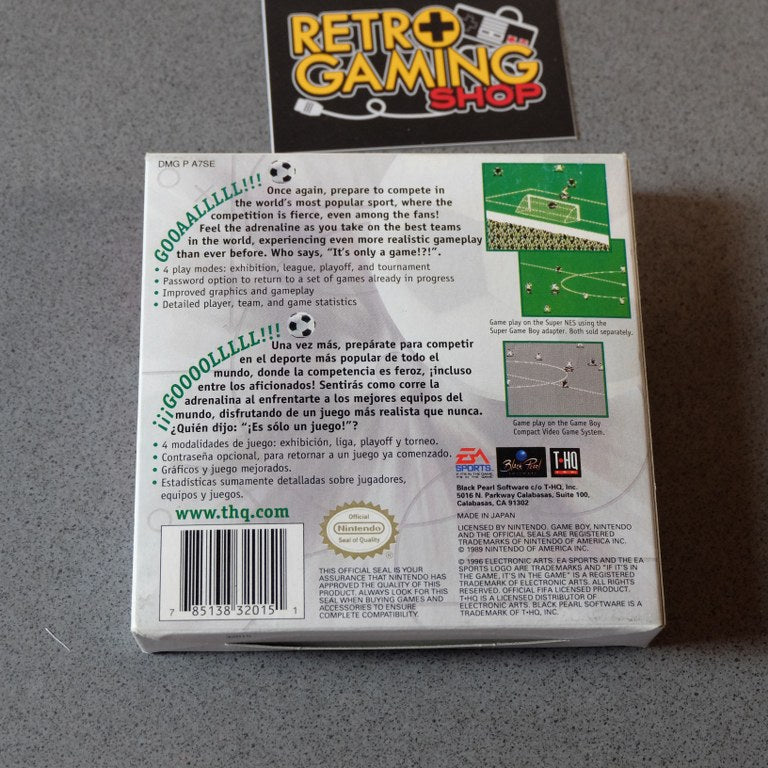 RETRO
GAMING
SHOP
DMG P A7SE
GOOAALLLLL!!!
Once again, prepare to compete in
the world's most popular sport, where the
competition is fierce, even among the fans!
Feel the adrenaline as you take on the best teams
in the world, experiencing even more realistic gameplay
than ever before. Who says, "It's only a game!?!".
• 4 play modes: exhibition, league, playoff, and tournament
• Password option to return to a set of games already in progress
• Improved graphics and gameplay
• Detailed player, team, and game statistics
Game play on the Super NES using the
Super Game Boy adapter. Both sold separately.
¡¡¡GOOOOLLLLL!!!
Una vez más, prepárate para competir
en el deporte más popular de todo el
mundo, donde la competencia es feroz, ¡incluso
entre los aficionados! Sentirás como corre la
adrenalina al enfrentarte a los mejores equipos del
mundo, disfrutando de un juego más realista que nunca.
¿Quién dijo: "¡Es sólo un juego!"?
• 4 modalidades de juego: exhibición, liga, playoff y torneo.
• Contraseña opcional, para retornar a un juego ya comenzado.
• Gráficos y juego mejorados.
• Estadísticas sumamente detalladas sobre jugadores,
equipos y juegos.
Game play on the Game Boy
Compact Video Game System.
www.thq.com
7 85138 32015 1
Official
Nintendo
Seal of Quality
THIS OFFICIAL SEAL IS YOUR
ASSURANCE THAT NINTENDO HAS
APPROVED THE QUALITY OF THIS
PRODUCT. ALWAYS LOOK FOR THIS
SEAL WHEN BUYING GAMES AND
ACCESSORIES TO ENSURE
COMPLETE COMPATIBILITY.
EA
SPORTS
Black Pearl
T·HQ
Black Pearl Software c/o T·HQ, Inc.
5016 N. Parkway Calabasas, Suite 100,
Calabasas, CA 91302
MADE IN JAPAN
LICENSED BY NINTENDO. GAME BOY, NINTENDO
AND THE OFFICIAL SEALS ARE REGISTERED
TRADEMARKS OF NINTENDO OF AMERICA INC.
© 1989 NINTENDO OF AMERICA INC.
© 1996 ELECTRONIC ARTS. EA SPORTS AND THE EA
SPORTS LOGO ARE TRADEMARKS AND "IF IT'S IN
THE GAME, IT'S IN THE GAME" IS A REGISTERED
TRADEMARK OF ELECTRONIC ARTS. ALL RIGHTS
RESERVED. OFFICIAL FIFA LICENSED PRODUCT.
T·HQ IS A LICENSED DISTRIBUTOR OF
ELECTRONIC ARTS. BLACK PEARL SOFTWARE IS A
TRADEMARK OF T·HQ, INC.